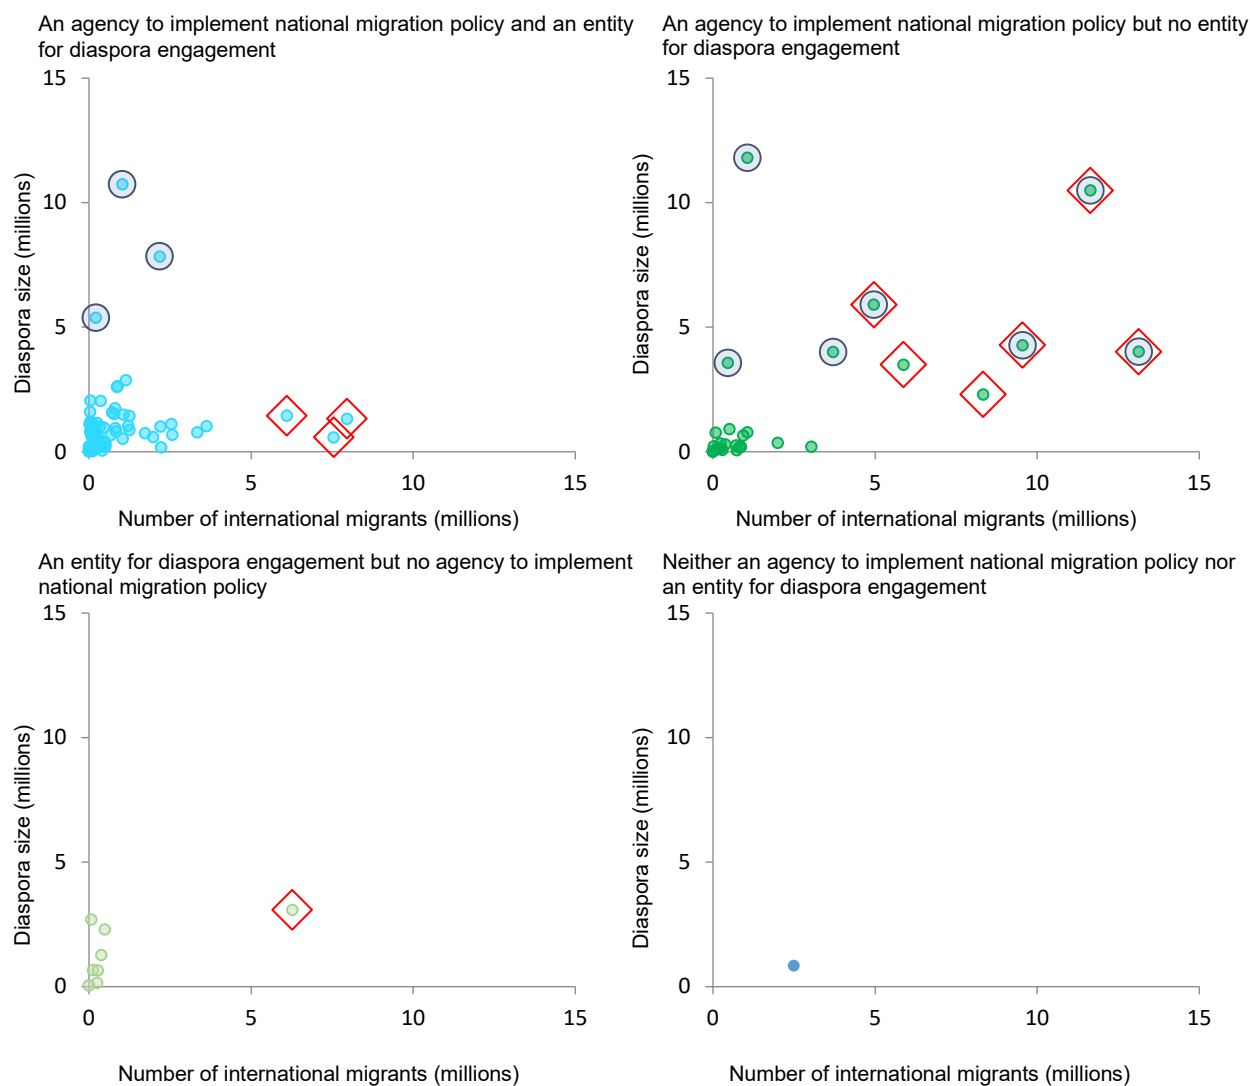 An agency to implement national migration policy and an entity
for diaspora engagement
15
10
5
0
Diaspora size (millions)
0 5 10 15
Number of international migrants (millions)
An agency to implement national migration policy but no entity
for diaspora engagement
15
10
5
0
Diaspora size (millions)
0 5 10 15
Number of international migrants (millions)
An entity for diaspora engagement but no agency to implement
national migration policy
15
10
5
0
Diaspora size (millions)
0 5 10 15
Number of international migrants (millions)
Neither an agency to implement national migration policy nor
an entity for diaspora engagement
15
10
5
0
Diaspora size (millions)
0 5 10 15
Number of international migrants (millions)